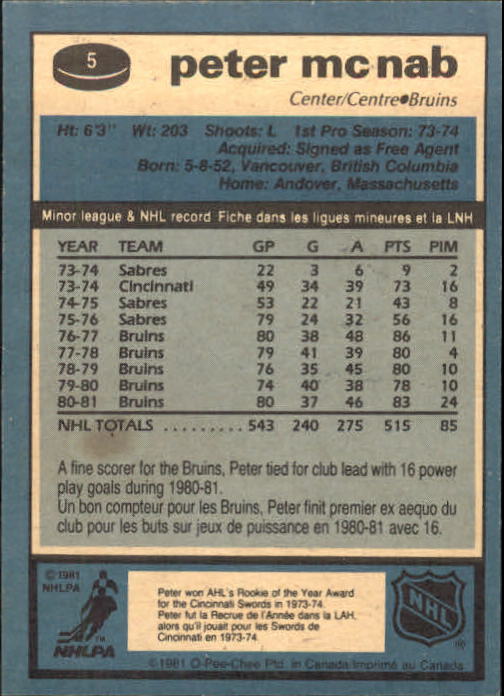 5
peter mcnab
Center/Centre●Bruins
Ht: 6'3" Wt: 203 Shoots: L 1st Pro Season: 73-74
Acquired: Signed as Free Agent
Born: 5-8-52, Vancouver, British Columbia
Home: Andover, Massachusetts
Minor league & NHL record Fiche dans les ligues mineures et la LNH
YEAR TEAM GP G A PTS PIM
73-74 Sabres 22 3 6 9 2
73-74 Cincinnati 49 34 39 73 16
74-75 Sabres 53 22 21 43 8
75-76 Sabres 79 24 32 56 16
76-77 Bruins 80 38 48 86 11
77-78 Bruins 79 41 39 80 4
78-79 Bruins 76 35 45 80 10
79-80 Bruins 74 40 38 78 10
80-81 Bruins 80 37 46 83 24
NHL TOTALS .......... 543 240 275 515 85
A fine scorer for the Bruins, Peter tied for club lead with 16 power
play goals during 1980-81.
Un bon compteur pour les Bruins, Peter finit premier ex aequo du
club pour les buts sur jeux de puissance en 1980-81 avec 16.
© 1981
NHLPA
NHLPA
TM
Peter won AHL's Rookie of the Year Award
for the Cincinnati Swords in 1973-74.
Peter fut la Recrue de l'Année dans la LAH,
alors qu'il jouait pour les Swords de
Cincinnati en 1973-74.
NHL
©1981 O-Pee-Chee Ptd. in Canada Imprimé au Canada